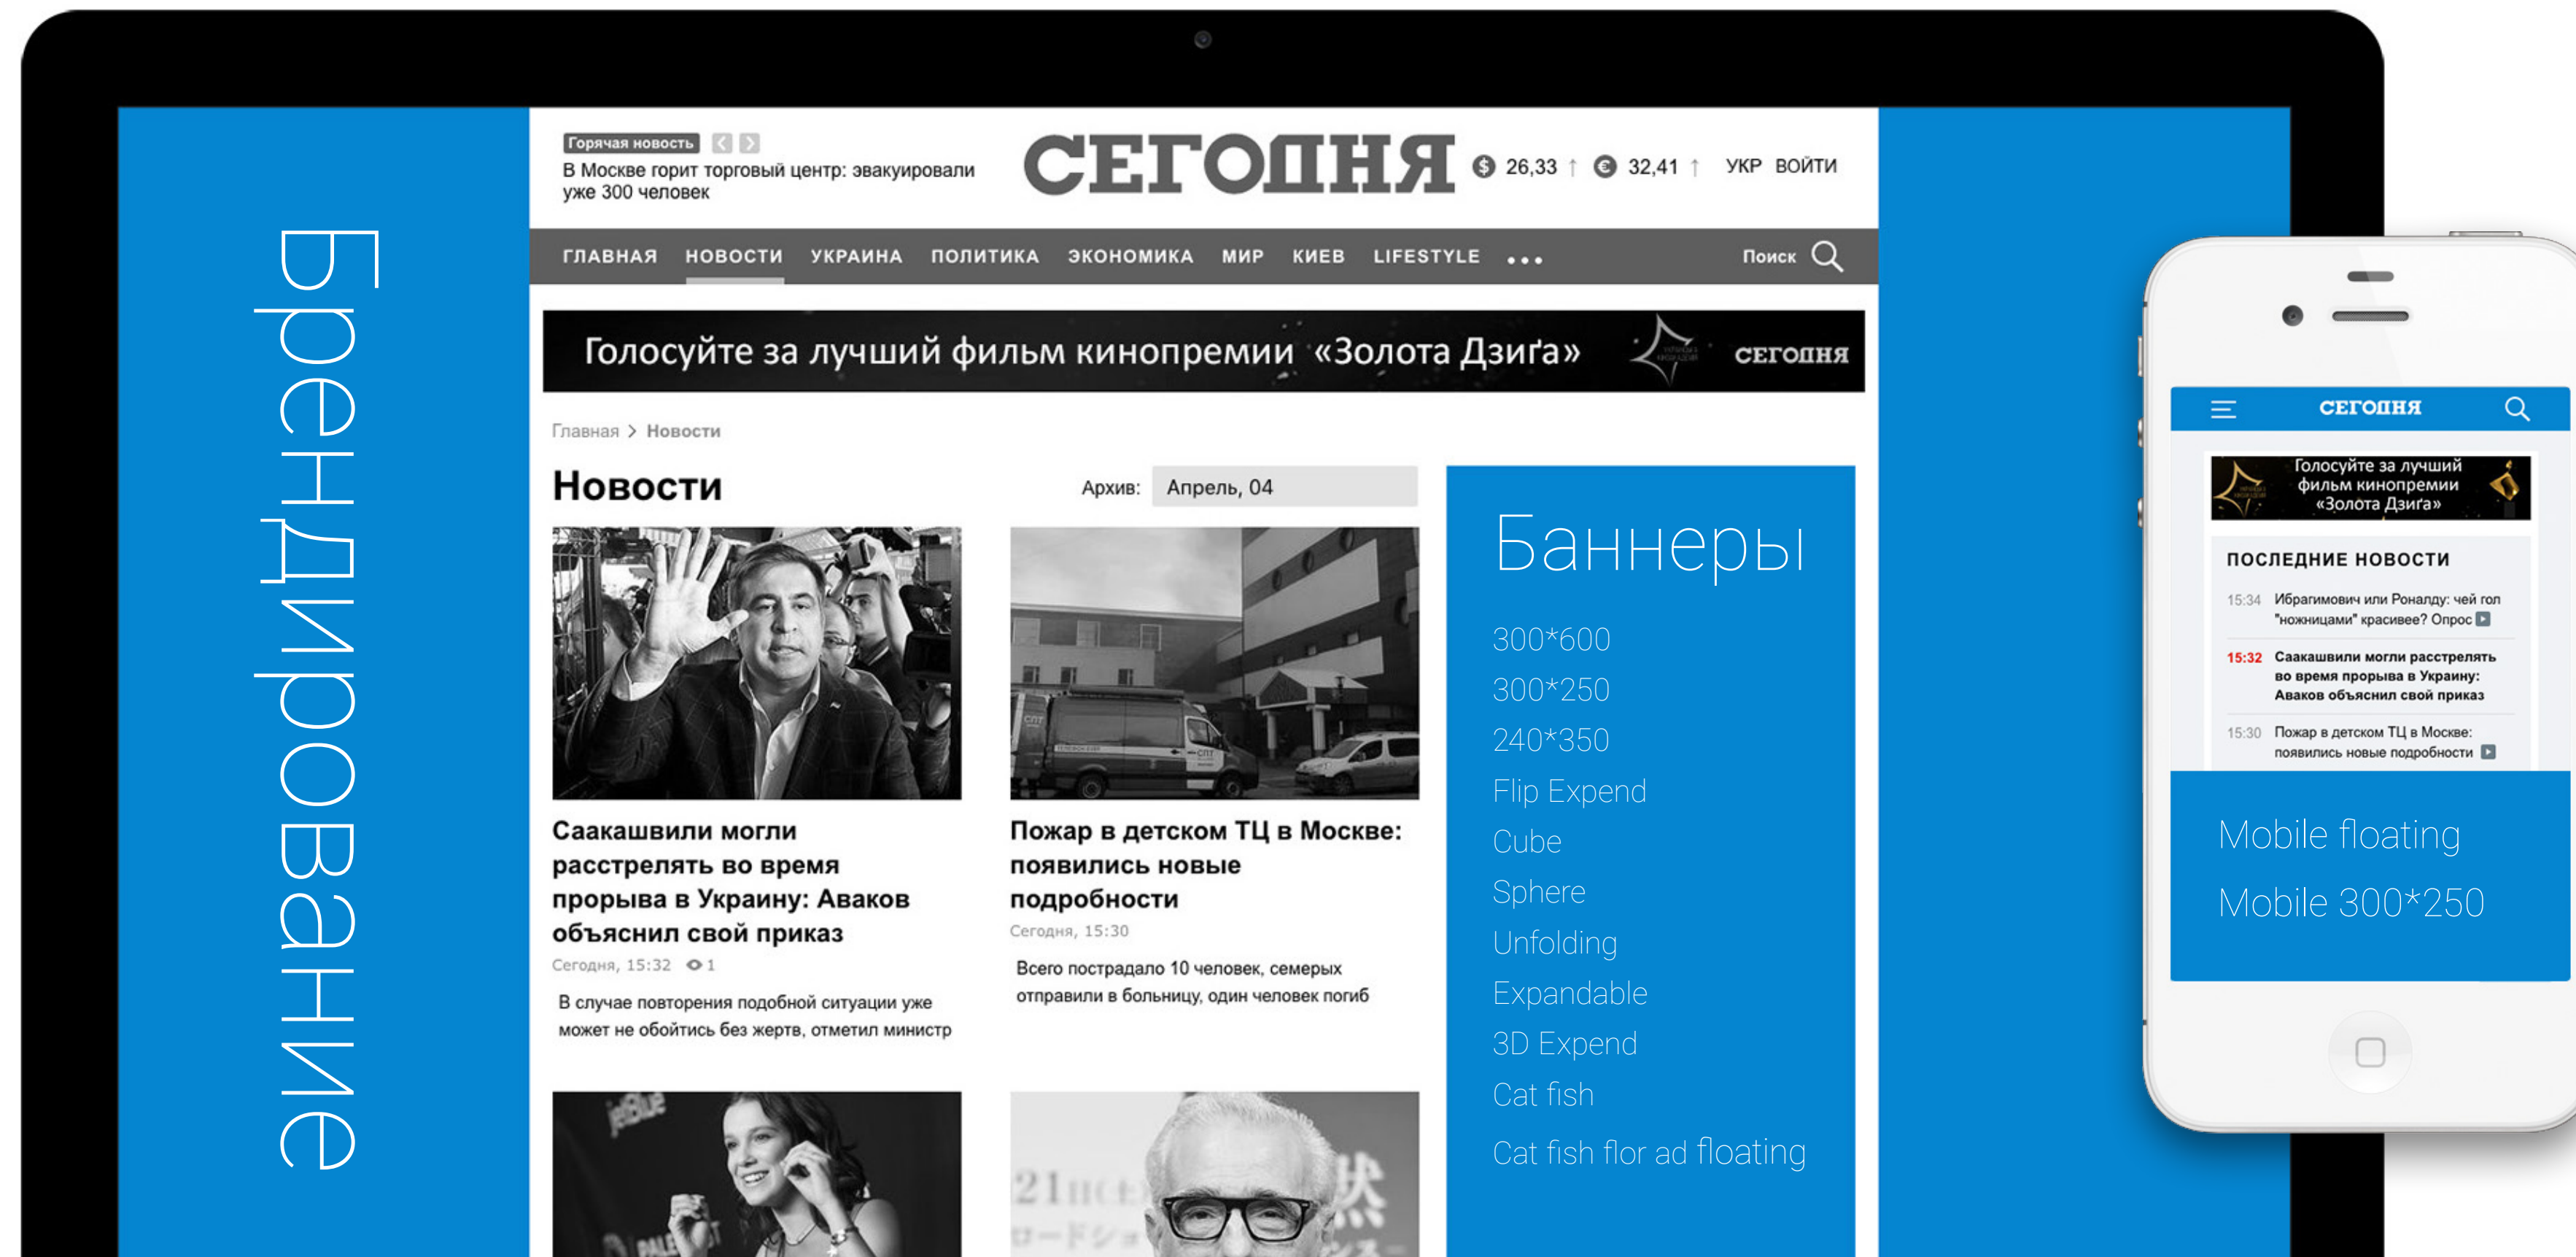 Брендирование
Горячая новость
В Москве горит торговый центр: эвакуировали
уже 300 человек
СЕГОДНЯ
26,33 ↑ 32,41 ↑ УКР ВОЙТИ
ГЛАВНАЯ НОВОСТИ УКРАИНА ПОЛИТИКА ЭКОНОМИКА МИР КИЕВ LIFESTYLE ••• Поиск
Голосуйте за лучший фильм кинопремии «Золота Дзиґа» СЕГОДНЯ
Главная > Новости
Новости
Архив: Апрель, 04
Саакашвили могли
расстрелять во время
прорыва в Украину: Аваков
объяснил свой приказ
Сегодня, 15:32 1
В случае повторения подобной ситуации уже
может не обойтись без жертв, отметил министр
Пожар в детском ТЦ в Москве:
появились новые
подробности
Сегодня, 15:30
Всего пострадало 10 человек, семерых
отправили в больницу, один человек погиб
jetBlue
21
ロードショ
Баннеры
300*600
300*250
240*350
Flip Expend
Cube
Sphere
Unfolding
Expandable
3D Expend
Cat fish
Cat fish flor ad floating
СЕГОДНЯ
Голосуйте за лучший
фильм кинопремии
«Золота Дзиґа»
ПОСЛЕДНИЕ НОВОСТИ
15:34 Ибрагимович или Роналду: чей гол
"ножницами" красивее? Опрос
15:32 Саакашвили могли расстрелять
во время прорыва в Украину:
Аваков объяснил свой приказ
15:30 Пожар в детском ТЦ в Москве:
появились новые подробности
Mobile floating
Mobile 300*250